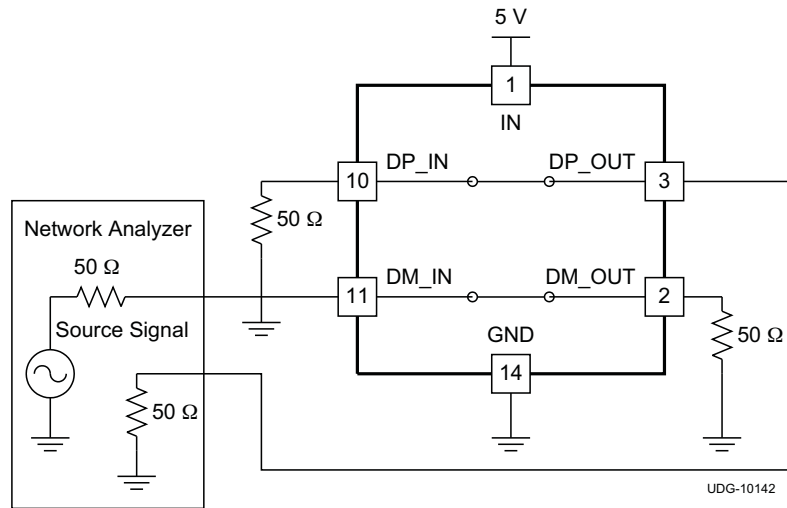 5 V
1
IN
DP_IN
DP_OUT
10
3
50 Ω
Network Analyzer
50 Ω
DM_IN
DM_OUT
11
2
Source Signal
GND
50 Ω
14
50 Ω
UDG-10142